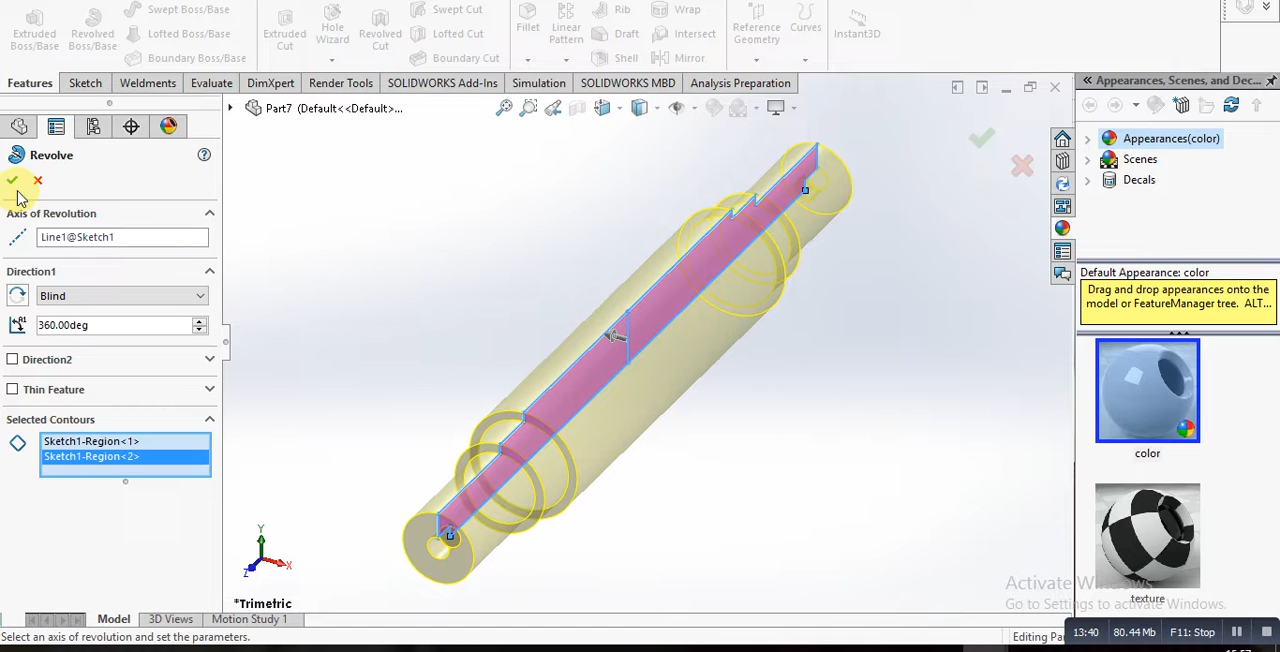 Extruded Boss/Base
Revolved Boss/Base
Swept Boss/Base
Lofted Boss/Base
Boundary Boss/Base
Extruded Cut
Hole Wizard
Revolved Cut
Swept Cut
Lofted Cut
Boundary Cut
Fillet
Linear Pattern
Rib
Draft
Shell
Wrap
Intersect
Mirror
Reference Geometry
Curves
Instant3D
Features
Sketch
Weldments
Evaluate
DimXpert
Render Tools
SOLIDWORKS Add-Ins
Simulation
SOLIDWORKS MBD
Analysis Preparation
Part7 (Default<<Default>...
Revolve
Axis of Revolution
Line1@Sketch1
Direction1
Blind
360.00deg
Direction2
Thin Feature
Selected Contours
Sketch1-Region<1>
Sketch1-Region<2>
Y
X
Z
*Trimetric
Appearances, Scenes, and Dec...
Appearances(color)
Scenes
Decals
Default Appearance: color
Drag and drop appearances onto the
model or FeatureManager tree. ALT...
color
texture
Activate Windows
Go to Settings to activate Windows.
Model
3D Views
Motion Study 1
Select an axis of revolution and set the parameters.
Editing Pa
13:40
80.44Mb
F11: Stop